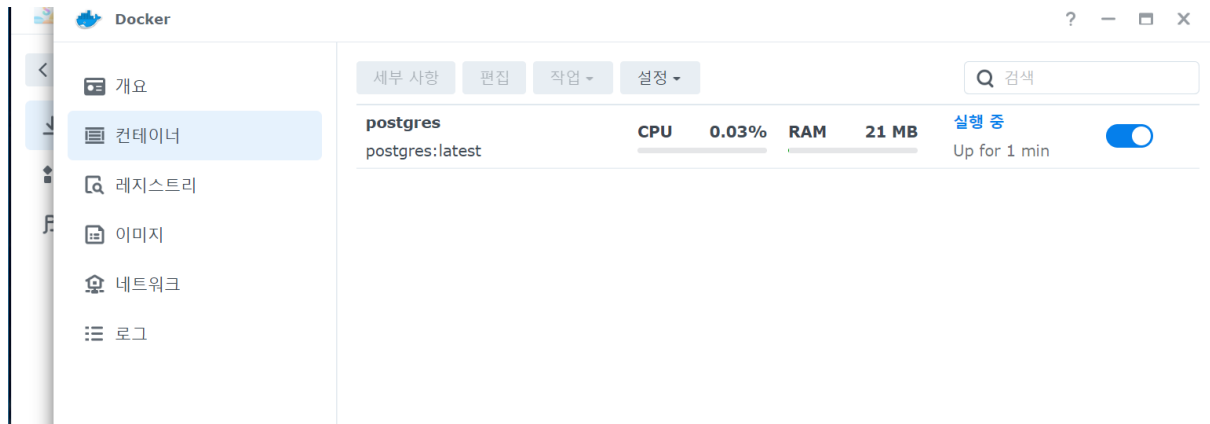 Docker
개요
컨테이너
레지스트리
이미지
네트워크
로그
세부 사항 편집 작업 설정 검색
postgres
postgres:latest
CPU 0.03% RAM 21 MB
실행 중
Up for 1 min